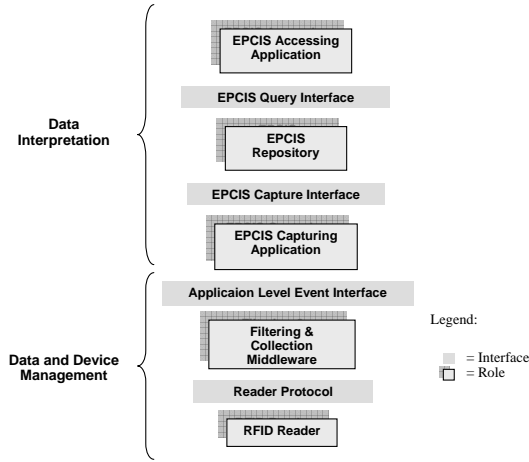 EPCIS Accessing
Application
EPCIS Query Interface
Data
Interpretation
EPCIS
Repository
EPCIS Capture Interface
EPCIS Capturing
Application
Applicaion Level Event Interface
Filtering &
Collection
Middleware
Data and Device
Management
Reader Protocol
RFID Reader
Legend:
= Interface
= Role